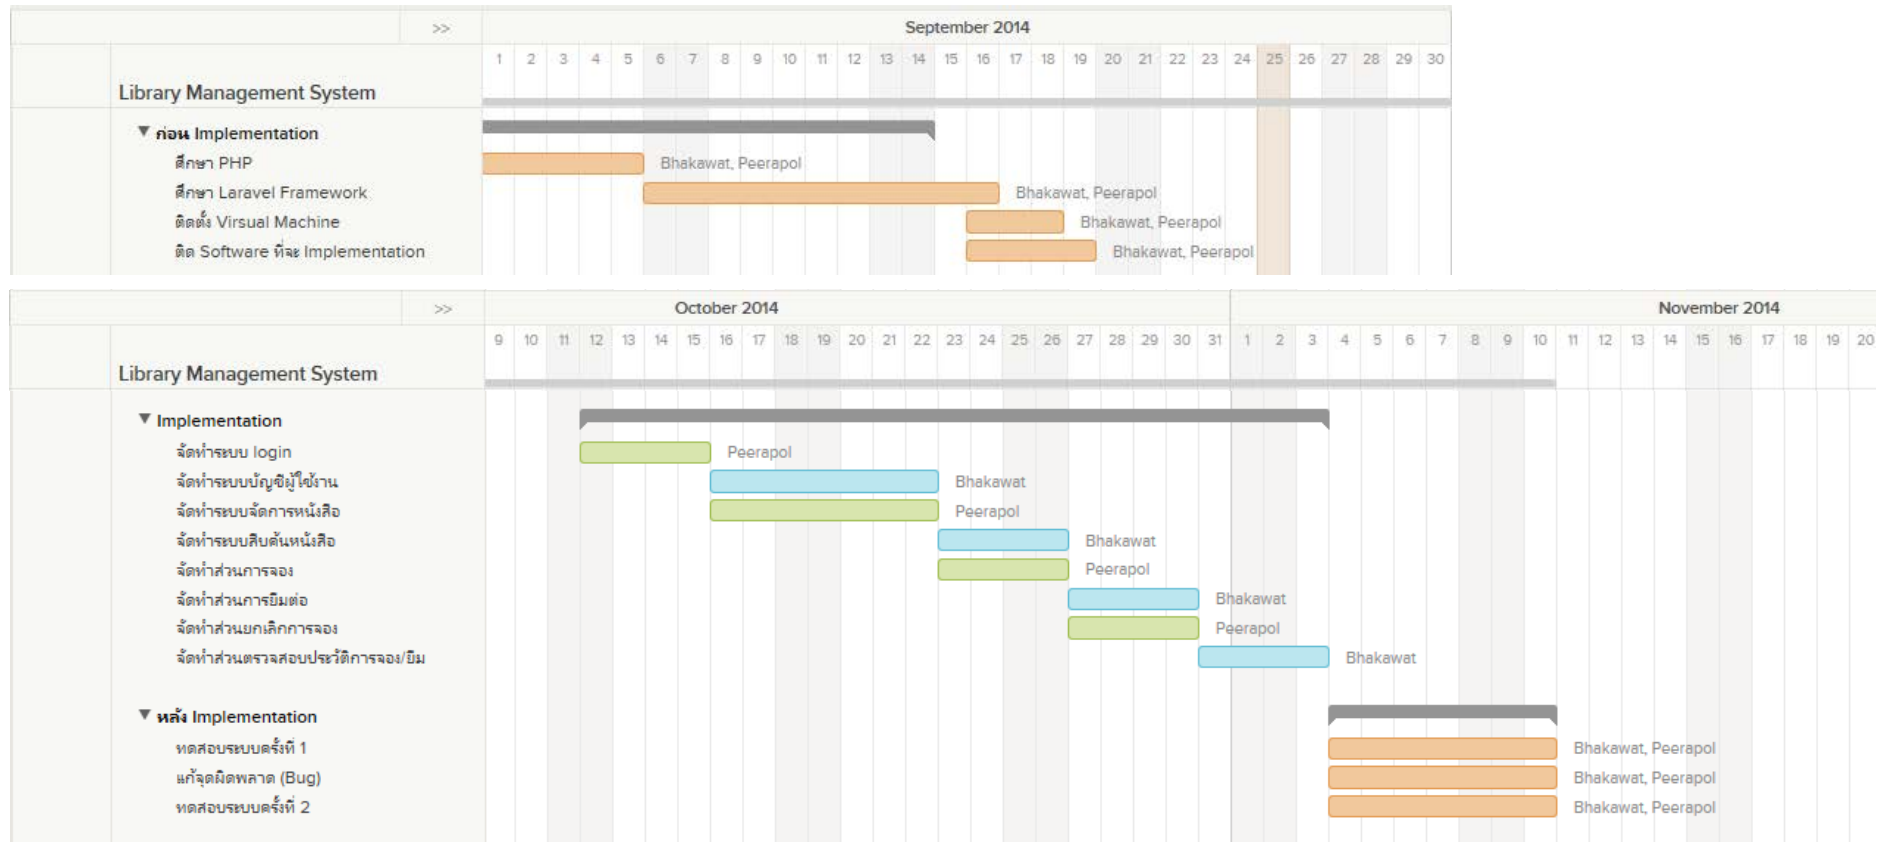 >> September 2014
1 2 3 4 5 6 7 8 9 10 11 12 13 14 15 16 17 18 19 20 21 22 23 24 25 26 27 28 29 30
Library Management System
ก่อน Implementation
ศึกษา PHP Bhakawat, Peerapol
ศึกษา Laravel Framework Bhakawat, Peerapol
ติดตั้ง Virsual Machine Bhakawat, Peerapol
ติด Software ที่จะ Implementation Bhakawat, Peerapol
>> October 2014 November 2014
9 10 11 12 13 14 15 16 17 18 19 20 21 22 23 24 25 26 27 28 29 30 31 1 2 3 4 5 6 7 8 9 10 11 12 13 14 15 16 17 18 19 20
Library Management System
Implementation
จัดทำระบบ login Peerapol
จัดทำระบบบัญชีผู้ใช้งาน Bhakawat
จัดทำระบบจัดการหนังสือ Peerapol
จัดทำระบบสืบค้นหนังสือ Bhakawat
จัดทำส่วนการจอง Peerapol
จัดทำส่วนการยืมต่อ Bhakawat
จัดทำส่วนยกเลิกการจอง Peerapol
จัดทำส่วนตรวจสอบประวัติการจอง/ยืม Bhakawat
หลัง Implementation
ทดสอบระบบครั้งที่ 1 Bhakawat, Peerapol
แก้จุดผิดพลาด (Bug) Bhakawat, Peerapol
ทดสอบระบบครั้งที่ 2 Bhakawat, Peerapol